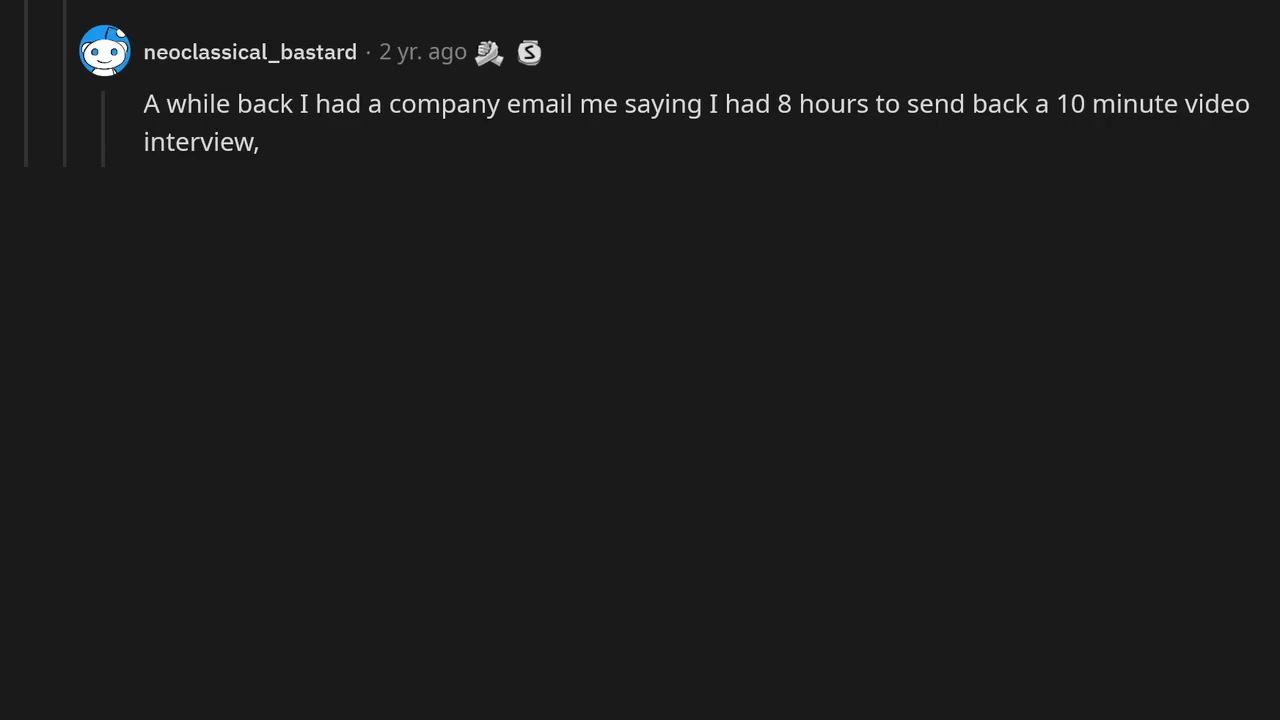 neoclassical_bastard · 2 yr. ago
A while back I had a company email me saying I had 8 hours to send back a 10 minute video
interview,